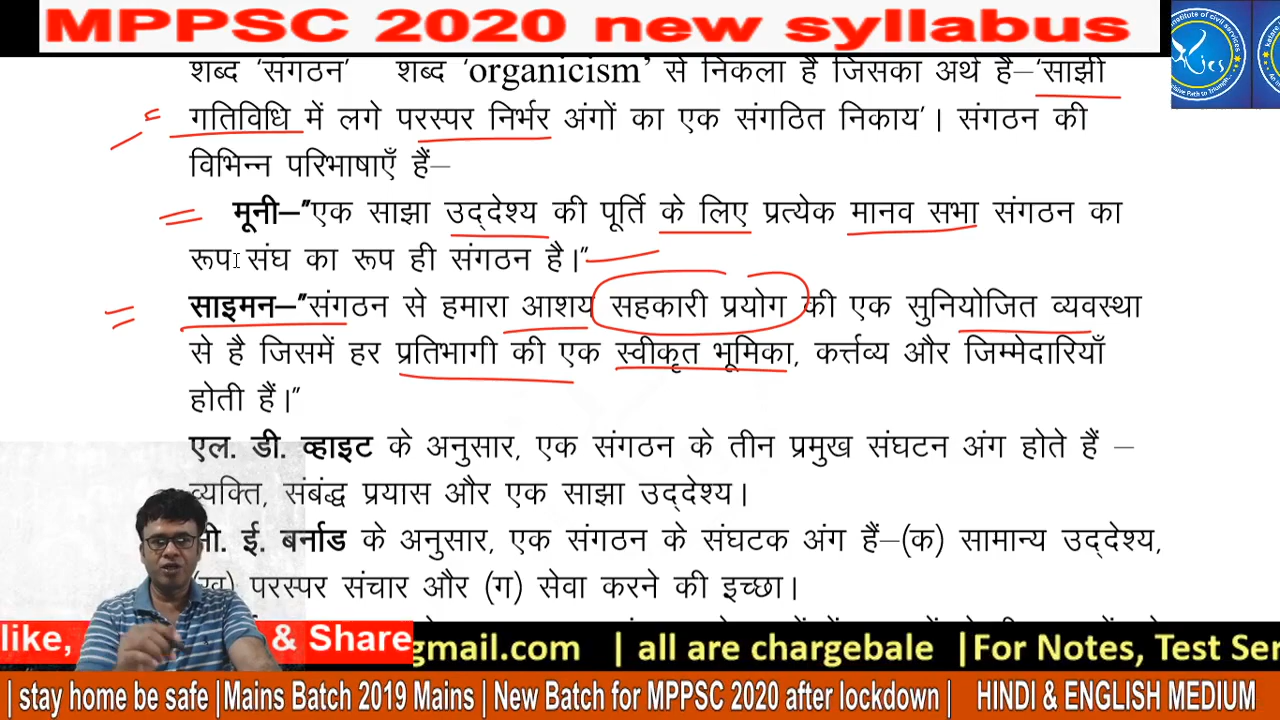 MPPSC 2020 new syllabus
शब्द ‘संगठन’ शब्द ‘organicism’ से निकला है जिसका अर्थ है–‘साझी
गतिविधि में लगे परस्पर निर्भर अंगों का एक संगठित निकाय’। संगठन की
विभिन्न परिभाषाएँ हैं–
मूनी–"एक साझा उद्देश्य की पूर्ति के लिए प्रत्येक मानव सभा संगठन का
रूप संघ का रूप ही संगठन है।"
साइमन–"संगठन से हमारा आशय सहकारी प्रयोग की एक सुनियोजित व्यवस्था
से है जिसमें हर प्रतिभागी की एक स्वीकृत भूमिका, कर्त्तव्य और जिम्मेदारियाँ
होती हैं।"
एल. डी. व्हाइट के अनुसार, एक संगठन के तीन प्रमुख संघटन अंग होते हैं –
व्यक्ति, संबंद्ध प्रयास और एक साझा उद्देश्य।
ई. बर्नाड के अनुसार, एक संगठन के संघटक अंग हैं–(क) सामान्य उद्देश्य,
(ख) परस्पर संचार और (ग) सेवा करने की इच्छा।
like, & Share gmail.com | all are chargebale |For Notes, Test Ser
| stay home be safe |Mains Batch 2019 Mains | New Batch for MPPSC 2020 after lockdown | HINDI & ENGLISH MEDIUM